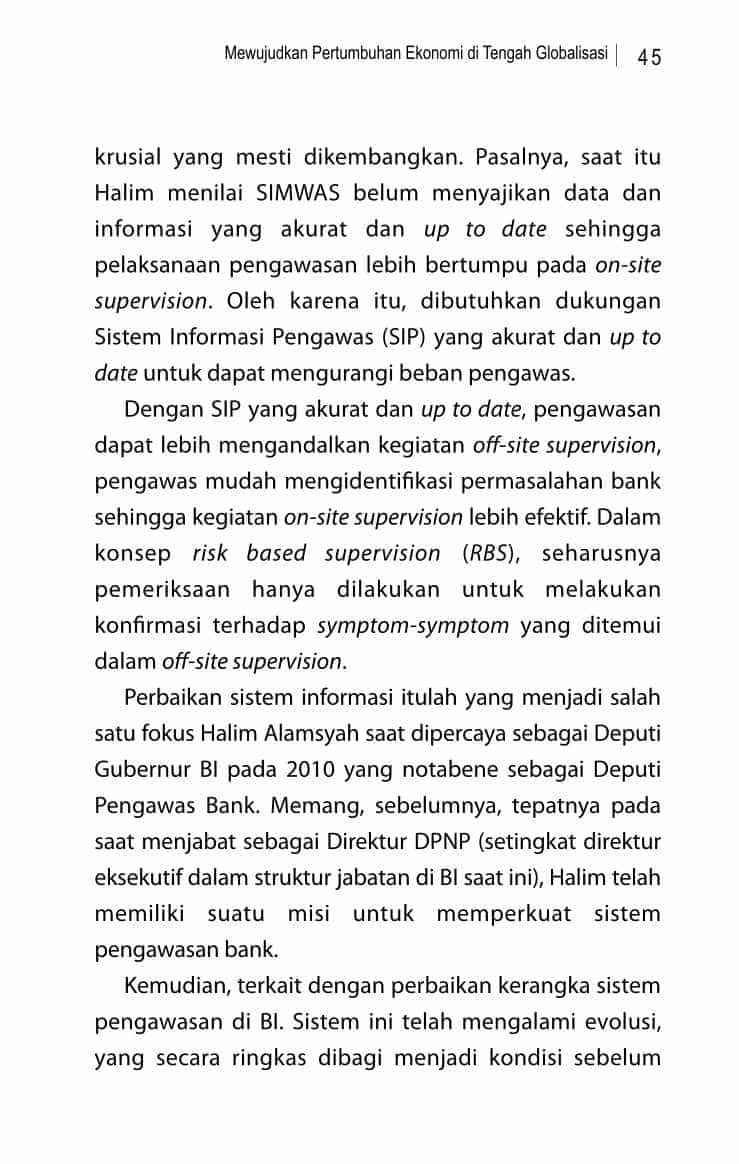 Mewujudkan Pertumbuhan Ekonomi di Tengah Globalisasi | 45
krusial yang mesti dikembangkan. Pasalnya, saat itu
Halim menilai SIMWAS belum menyajikan data dan
informasi yang akurat dan up to date sehingga
pelaksanaan pengawasan lebih bertumpu pada on-site
supervision. Oleh karena itu, dibutuhkan dukungan
Sistem Informasi Pengawas (SIP) yang akurat dan up to
date untuk dapat mengurangi beban pengawas.
Dengan SIP yang akurat dan up to date, pengawasan
dapat lebih mengandalkan kegiatan off-site supervision,
pengawas mudah mengidentifikasi permasalahan bank
sehingga kegiatan on-site supervision lebih efektif. Dalam
konsep risk based supervision (RBS), seharusnya
pemeriksaan hanya dilakukan untuk melakukan
konfirmasi terhadap symptom-symptom yang ditemui
dalam off-site supervision.
Perbaikan sistem informasi itulah yang menjadi salah
satu fokus Halim Alamsyah saat dipercaya sebagai Deputi
Gubernur BI pada 2010 yang notabene sebagai Deputi
Pengawas Bank. Memang, sebelumnya, tepatnya pada
saat menjabat sebagai Direktur DPNP (setingkat direktur
eksekutif dalam struktur jabatan di BI saat ini), Halim telah
memiliki suatu misi untuk memperkuat sistem
pengawasan bank.
Kemudian, terkait dengan perbaikan kerangka sistem
pengawasan di BI. Sistem ini telah mengalami evolusi,
yang secara ringkas dibagi menjadi kondisi sebelum